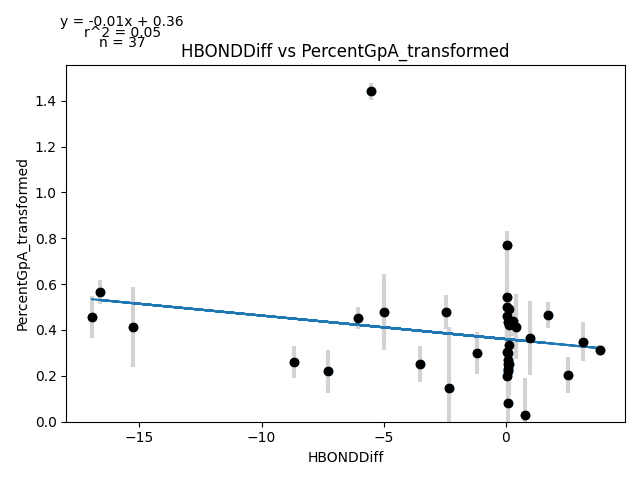 y = -0.01x + 0.36
r^2 = 0.05
n = 37
HBONDDiff vs PercentGpA_transformed
PercentGpA_transformed
1.4
1.2
1.0
0.8
0.6
0.4
0.2
0.0
−15
−10
−5
0
HBONDDiff